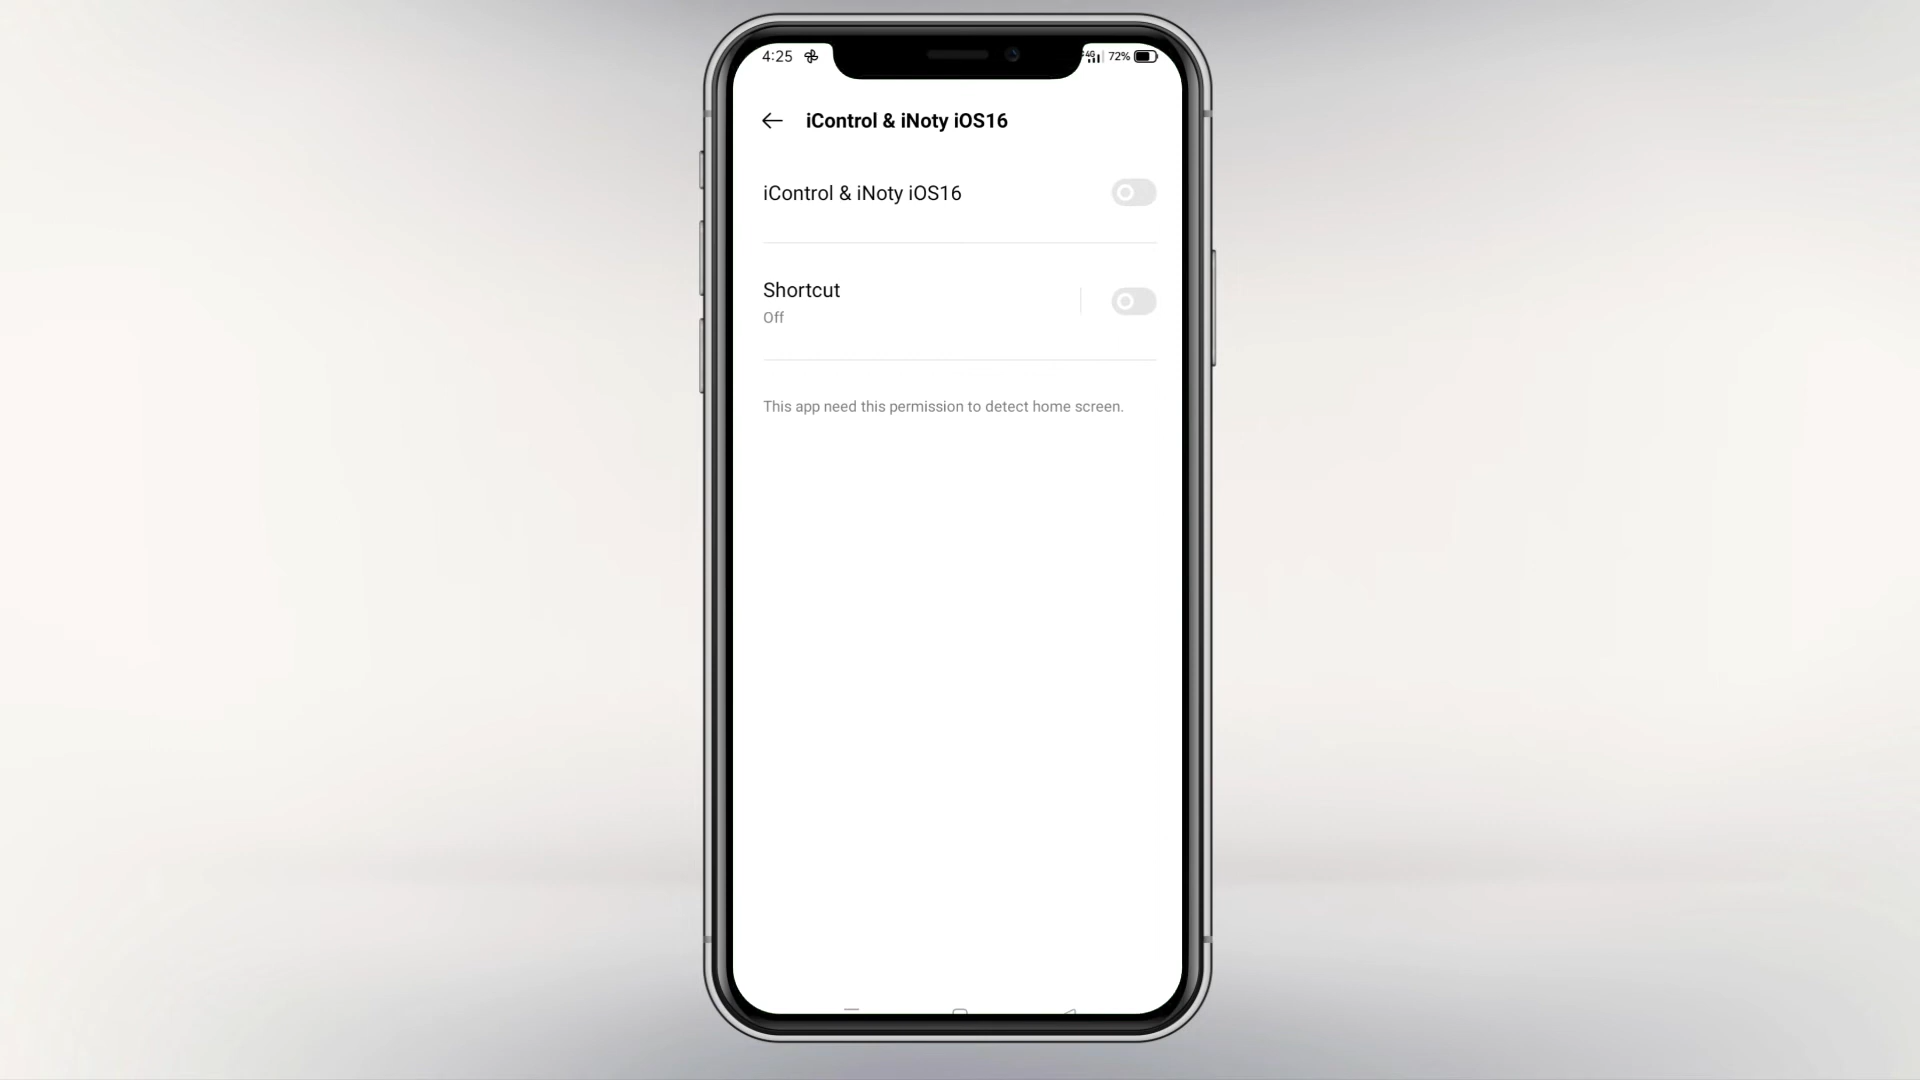 4:25 4G 72%
iControl & iNoty iOS16
iControl & iNoty iOS16
Shortcut
Off
This app need this permission to detect home screen.